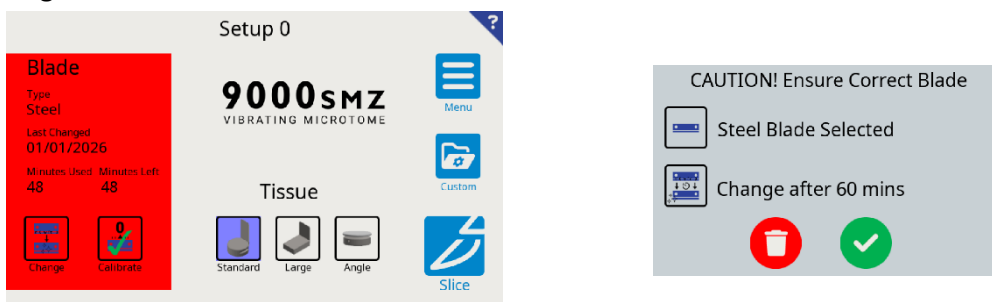 Setup 0
?
Blade
Type
Steel
Last Changed
01/01/2026
Minutes Used Minutes Left
48 48
0
Change Calibrate
9000SMZ
VIBRATING MICROTOME
Tissue
Standard Large Angle
Menu
Custom
Slice
CAUTION! Ensure Correct Blade
Steel Blade Selected
Change after 60 mins